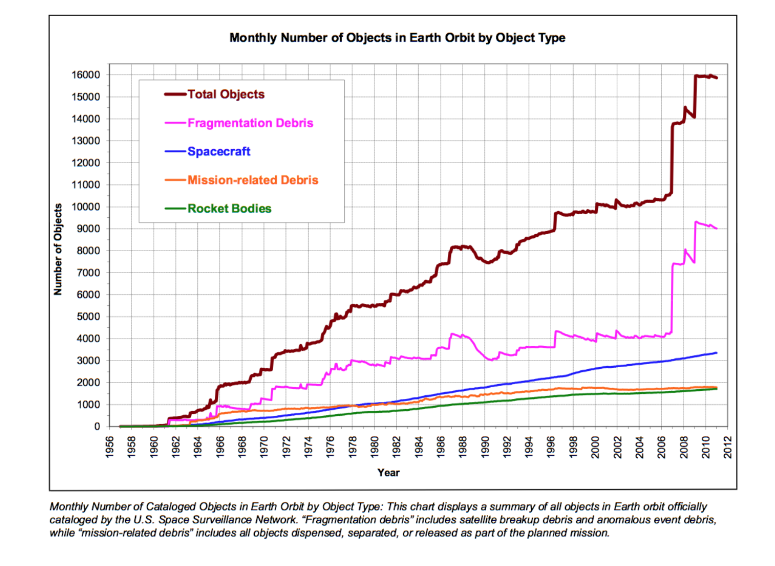 Monthly Number of Objects in Earth Orbit by Object Type
Number of Objects
16000
15000
14000
13000
12000
11000
10000
9000
8000
7000
6000
5000
4000
3000
2000
1000
0
Total Objects
Fragmentation Debris
Spacecraft
Mission-related Debris
Rocket Bodies
1956 1958 1960 1962 1964 1966 1968 1970 1972 1974 1976 1978 1980 1982 1984 1986 1988 1990 1992 1994 1996 1998 2000 2002 2004 2006 2008 2010 2012
Year
Monthly Number of Cataloged Objects in Earth Orbit by Object Type: This chart displays a summary of all objects in Earth orbit officially
cataloged by the U.S. Space Surveillance Network. “Fragmentation debris” includes satellite breakup debris and anomalous event debris,
while “mission-related debris” includes all objects dispensed, separated, or released as part of the planned mission.